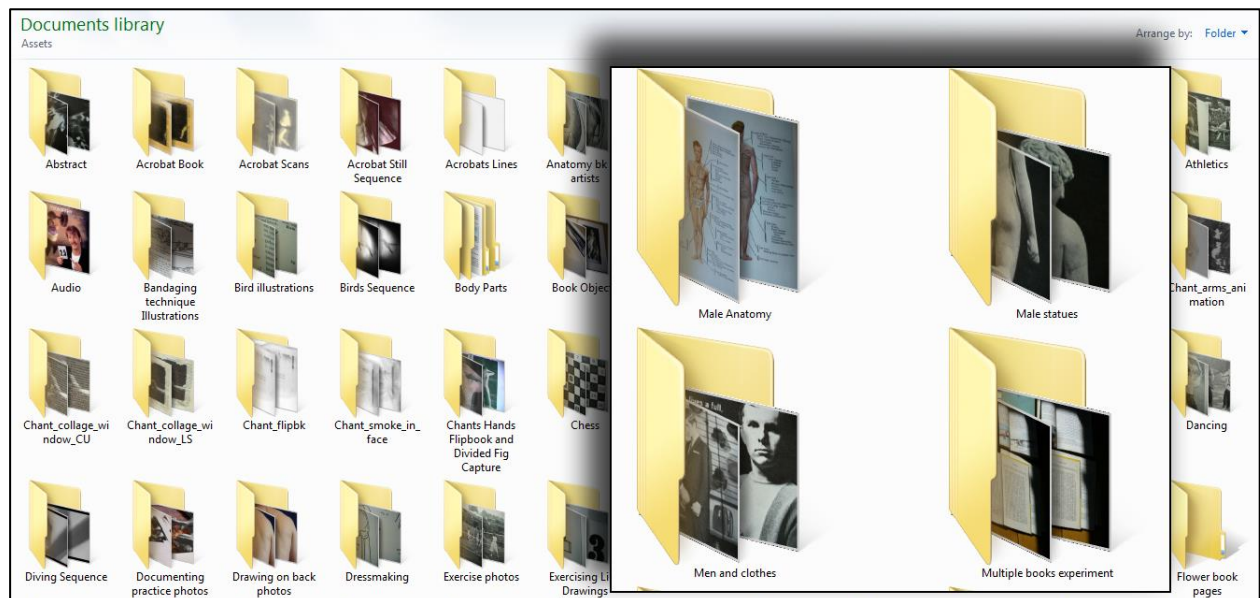 Documents library
Assets
Arrange by: Folder
Abstract
Acrobat Book
Acrobat Scans
Acrobat Still
Sequence
Acrobats Lines
Anatomy bk
artists
Athletics
Audio
Bandaging
technique
Illustrations
Bird illustrations
Birds Sequence
Body Parts
Book Objec
Chant_arms_ani
mation
Chant_collage_wi
ndow_CU
Chant_collage_wi
ndow_LS
Chant_flipbk
Chant_smoke_in_
face
Chants Hands
Flipbook and
Divided Fig
Capture
Chess
Dancing
Diving Sequence
Documenting
practice photos
Drawing on back
photos
Dressmaking
Exercise photos
Exercising Li
Drawings
Flower book
pages
Male Anatomy
Male statues
Men and clothes
Multiple books experiment